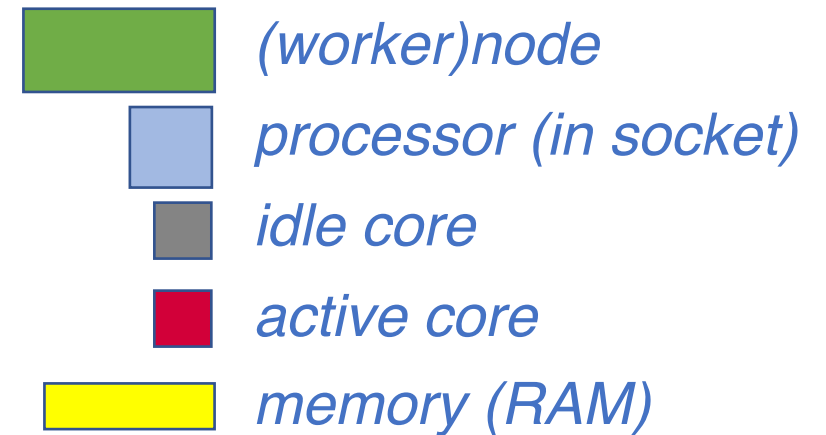 (worker)node
processor (in socket)
idle core
active core
memory (RAM)